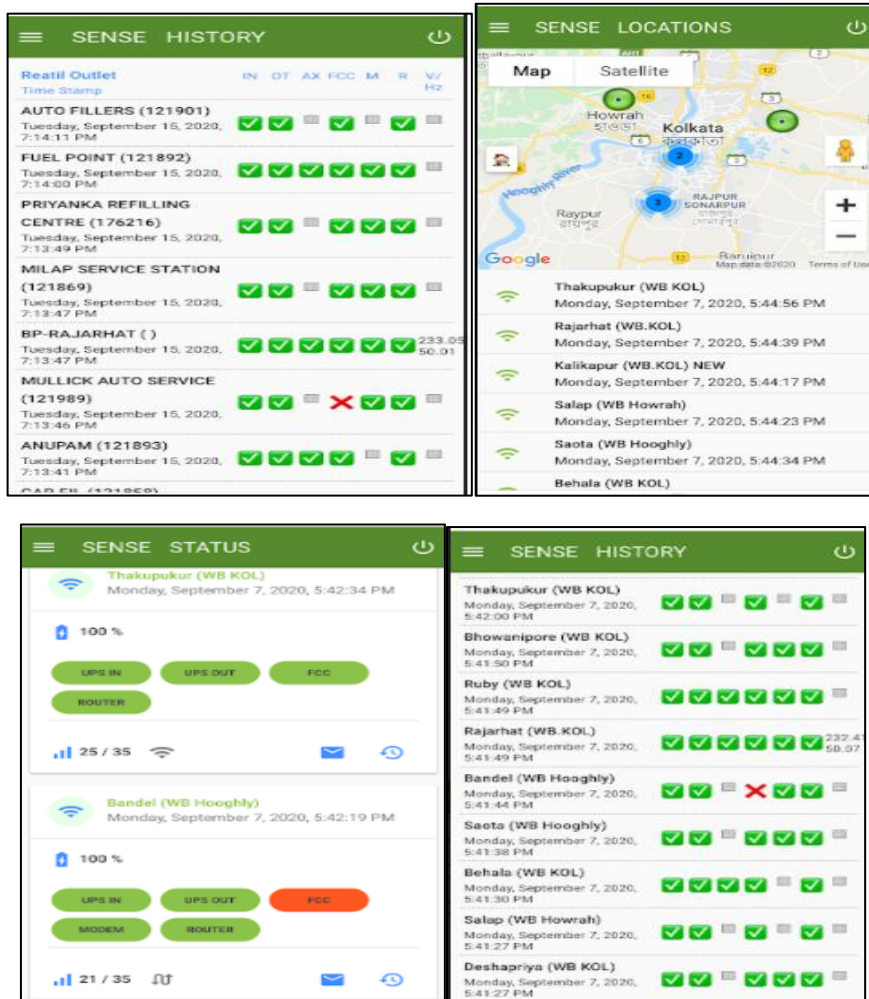 SENSE HISTORY
Reatil Outlet IN OT AX FCC M R V/
Time Stamp Hz
AUTO FILLERS (121901)
Tuesday, September 15, 2020,
7:14:11 PM
FUEL POINT (121892)
Tuesday, September 15, 2020,
7:14:00 PM
PRIYANKA REFILLING
CENTRE (176216)
Tuesday, September 15, 2020,
7:13:49 PM
MILAP SERVICE STATION
(121869)
Tuesday, September 15, 2020,
7:13:47 PM
BP-RAJARHAT ( )
Tuesday, September 15, 2020,
7:13:47 PM
233.05
50.01
MULLICK AUTO SERVICE
(121989)
Tuesday, September 15, 2020,
7:13:46 PM
ANUPAM (121893)
Tuesday, September 15, 2020,
7:13:41 PM
SENSE LOCATIONS
Map Satellite
12
16
Howrah
হাওড়া
Kolkata
কলকাতা
6
2
3
RAJPUR
SONARPUR
Hooghly River
Raypur
রায়পুর
12
Baruipur
Google
Map data ©2020 Terms of Use
Thakupukur (WB KOL)
Monday, September 7, 2020, 5:44:56 PM
Rajarhat (WB.KOL)
Monday, September 7, 2020, 5:44:39 PM
Kalikapur (WB.KOL) NEW
Monday, September 7, 2020, 5:44:17 PM
Salap (WB Howrah)
Monday, September 7, 2020, 5:44:23 PM
Saota (WB Hooghly)
Monday, September 7, 2020, 5:44:34 PM
Behala (WB KOL)
SENSE STATUS
Thakupukur (WB KOL)
Monday, September 7, 2020, 5:42:34 PM
100 %
UPS IN UPS OUT FCC
ROUTER
25 / 35
Bandel (WB Hooghly)
Monday, September 7, 2020, 5:42:19 PM
100 %
UPS IN UPS OUT FCC
MODEM ROUTER
21 / 35
SENSE HISTORY
Thakupukur (WB KOL)
Monday, September 7, 2020,
5:42:00 PM
Bhowanipore (WB KOL)
Monday, September 7, 2020,
5:41:50 PM
Ruby (WB KOL)
Monday, September 7, 2020,
5:41:49 PM
Rajarhat (WB.KOL)
Monday, September 7, 2020,
5:41:49 PM
232.41
50.07
Bandel (WB Hooghly)
Monday, September 7, 2020,
5:41:44 PM
Saota (WB Hooghly)
Monday, September 7, 2020,
5:41:38 PM
Behala (WB KOL)
Monday, September 7, 2020,
5:41:30 PM
Salap (WB Howrah)
Monday, September 7, 2020,
5:41:27 PM
Deshapriya (WB KOL)
Monday, September 7, 2020,
5:41:27 PM